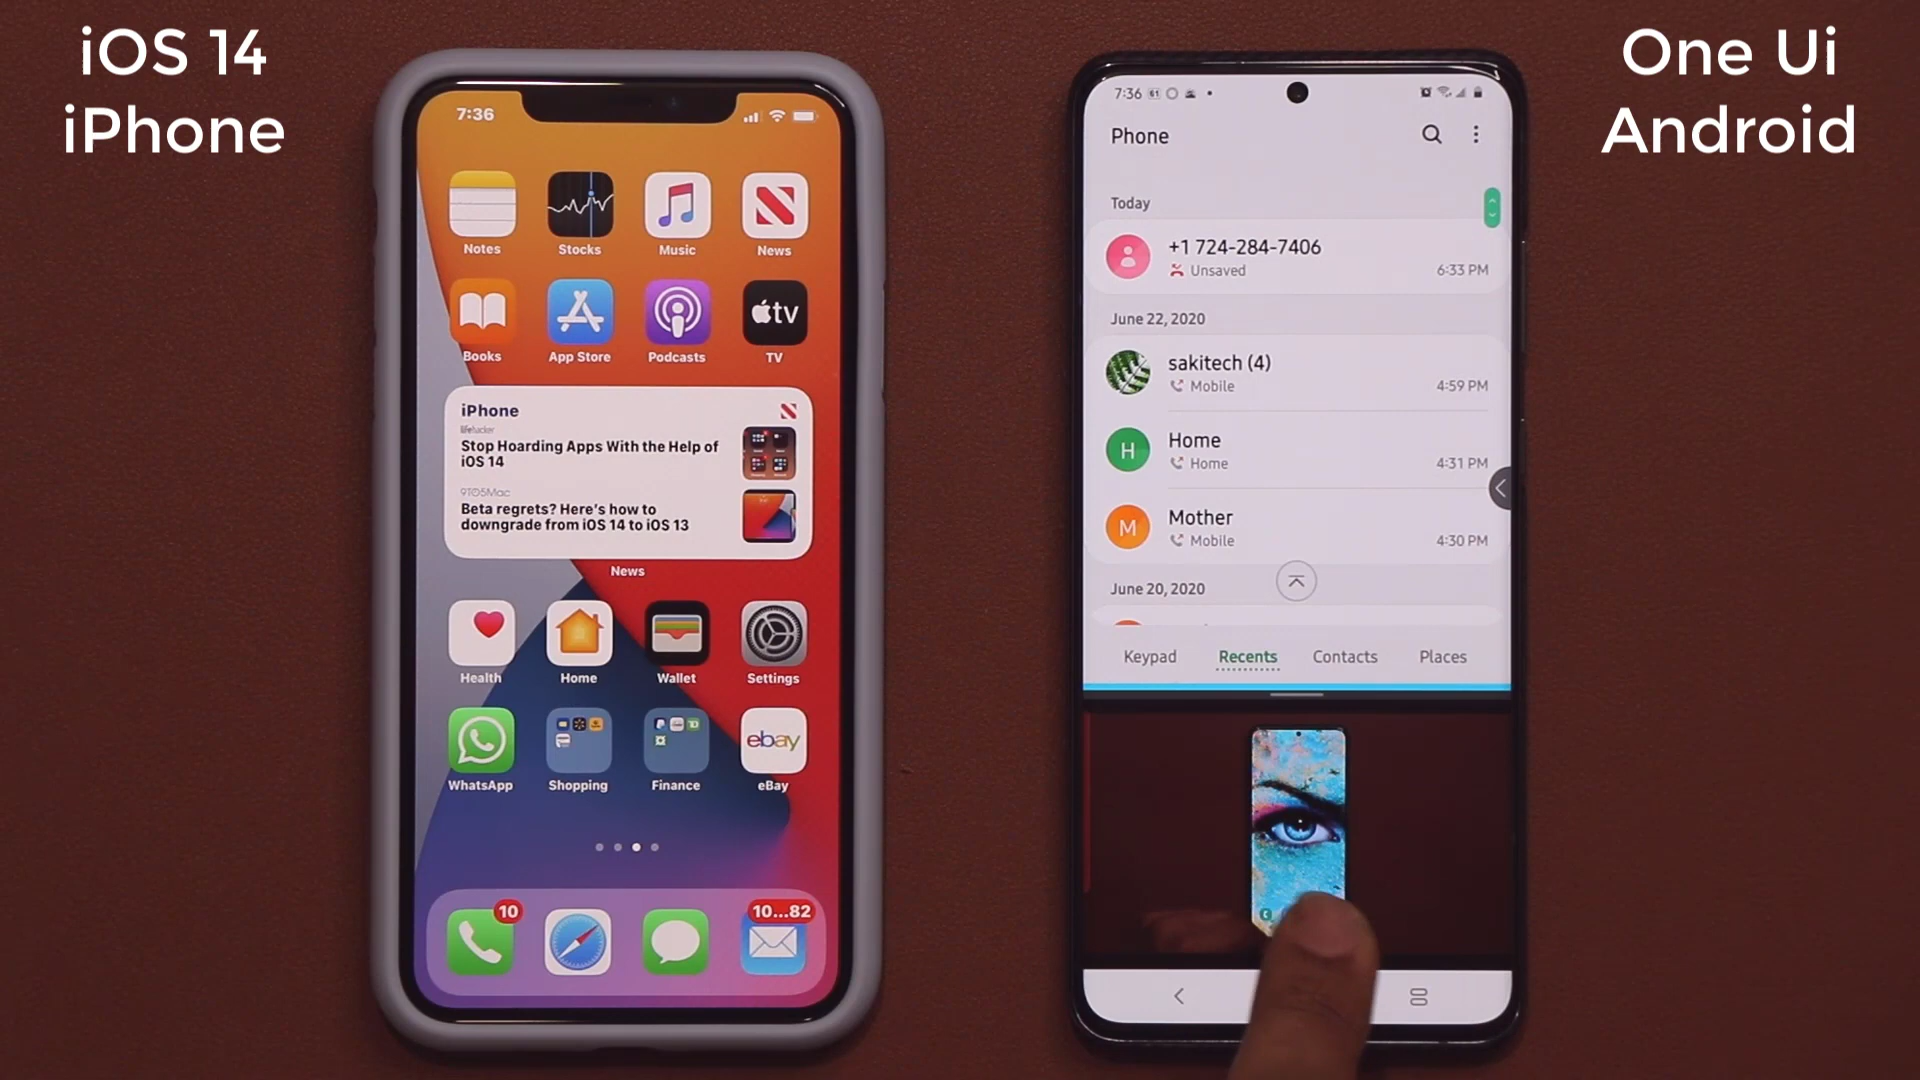 iOS 14
iPhone
One Ui
Android
7:36
Notes
Stocks
Music
News
Books
App Store
Podcasts
tv
TV
iPhone
lifehacker
Stop Hoarding Apps With the Help of
iOS 14
9TO5Mac
Beta regrets? Here's how to
downgrade from iOS 14 to iOS 13
News
Health
Home
Wallet
Settings
WhatsApp
Shopping
Finance
ebay
eBay
10
10...82
7:36
61
Phone
Today
+1 724-284-7406
Unsaved
6:33 PM
June 22, 2020
sakitech (4)
Mobile
4:59 PM
H
Home
Home
4:31 PM
M
Mother
Mobile
4:30 PM
June 20, 2020
Keypad
Recents
Contacts
Places